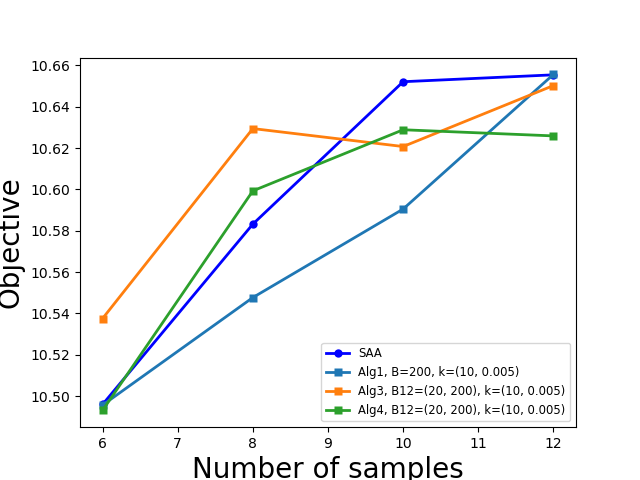 10.66
10.64
10.62
10.60
10.58
10.56
10.54
10.52
10.50
Objective
6 7 8 9 10 11 12
Number of samples
SAA
Alg1, B=200, k=(10, 0.005)
Alg3, B12=(20, 200), k=(10, 0.005)
Alg4, B12=(20, 200), k=(10, 0.005)